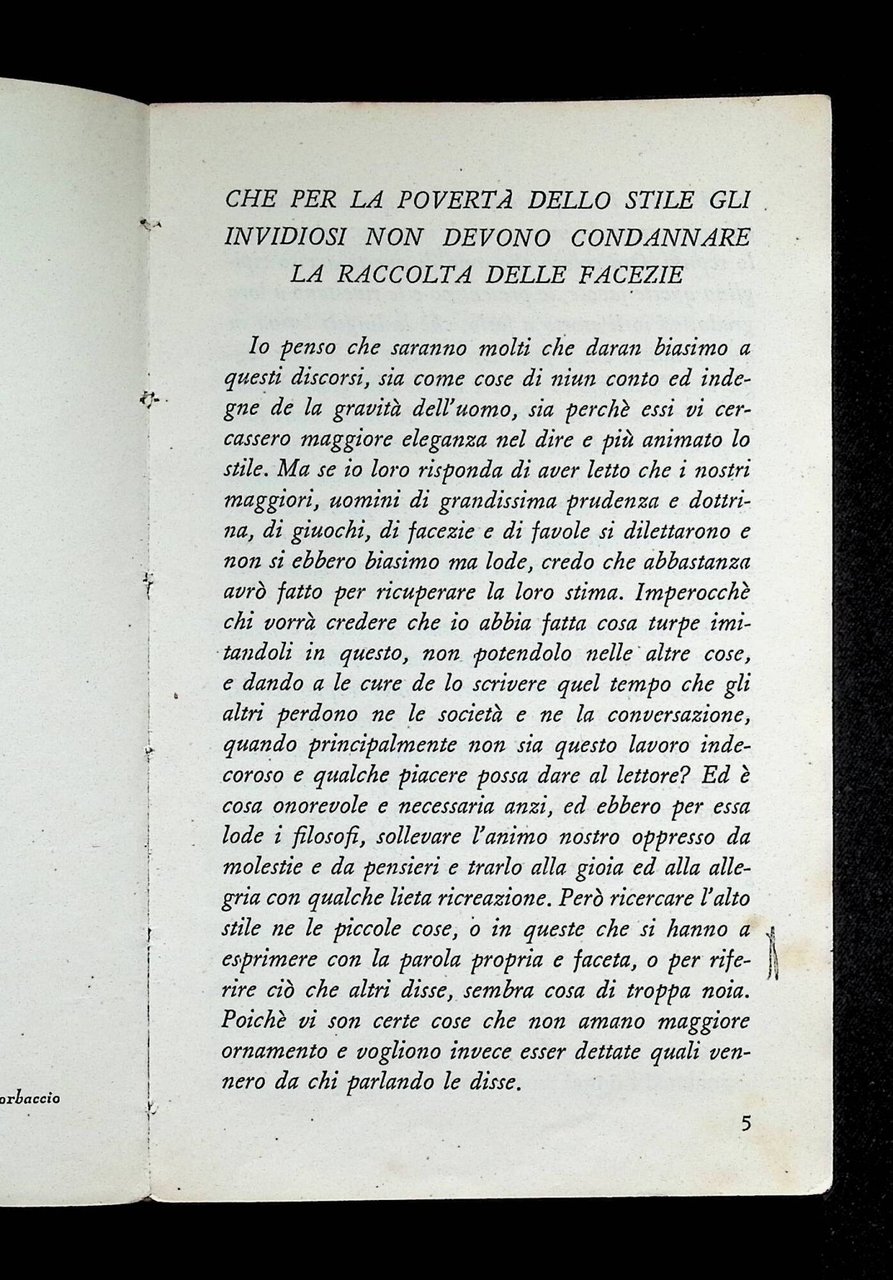 CHE PER LA POVERTÀ DELLO STILE GLI
INVIDIOSI NON DEVONO CONDANNARE
LA RACCOLTA DELLE FACEZIE
Io penso che saranno molti che daran biasimo a
questi discorsi, sia come cose di niun conto ed inde-
gne de la gravità dell'uomo, sia perchè essi vi cer-
cassero maggiore eleganza nel dire e più animato lo
stile. Ma se io loro risponda di aver letto che i nostri
maggiori, uomini di grandissima prudenza e dottri-
na, di giuochi, di facezie e di favole si dilettarono e
non si ebbero biasimo ma lode, credo che abbastanza
avrò fatto per ricuperare la loro stima. Imperocchè
chi vorrà credere che io abbia fatta cosa turpe imi-
tandoli in questo, non potendolo nelle altre cose,
e dando a le cure de lo scrivere quel tempo che gli
altri perdono ne le società e ne la conversazione,
quando principalmente non sia questo lavoro inde-
coroso e qualche piacere possa dare al lettore? Ed è
cosa onorevole e necessaria anzi, ed ebbero per essa
lode i filosofi, sollevare l'animo nostro oppresso da
molestie e da pensieri e trarlo alla gioia ed alla alle-
gria con qualche lieta ricreazione. Però ricercare l'alto
stile ne le piccole cose, o in queste che si hanno a
esprimere con la parola propria e faceta, o per rife-
rire ciò che altri disse, sembra cosa di troppa noia.
Poichè vi son certe cose che non amano maggiore
ornamento e vogliono invece esser dettate quali ven-
nero da chi parlando le disse.
5
orbaccio